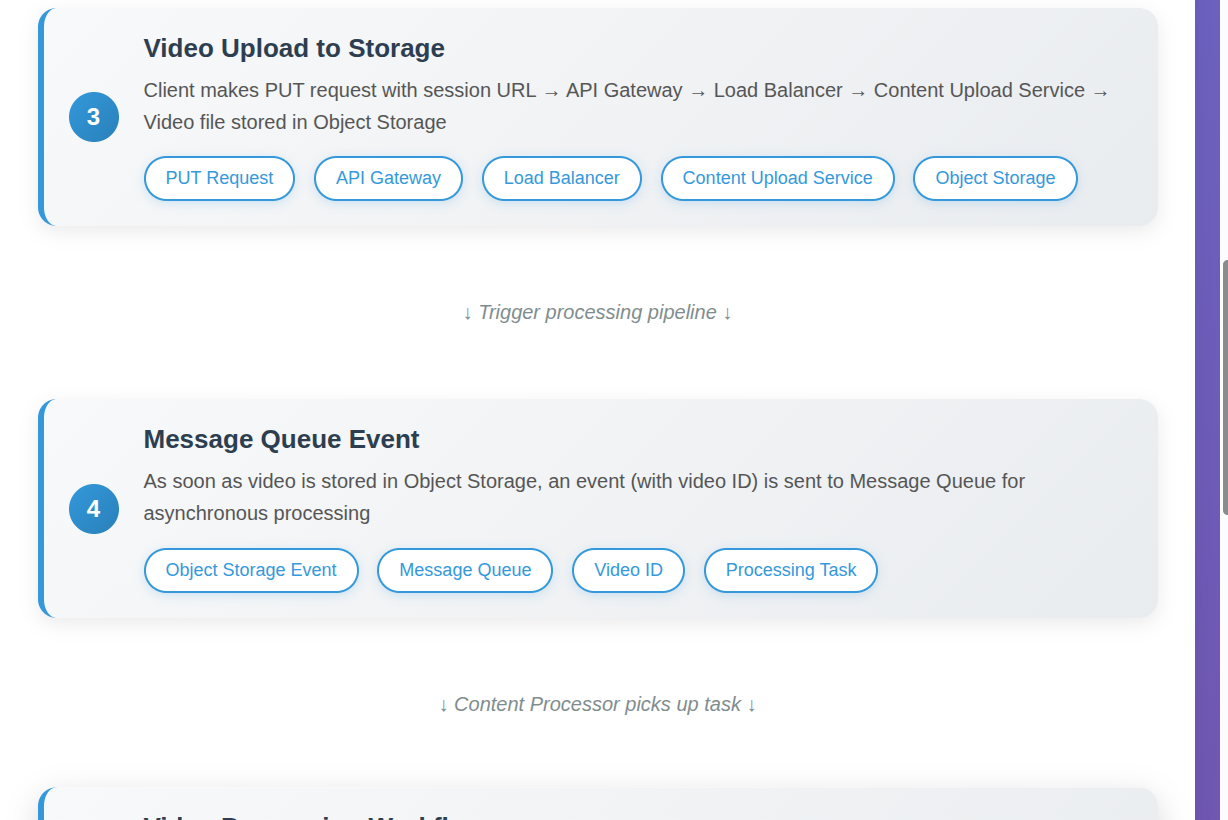 Video Upload to Storage
Client makes PUT request with session URL → API Gateway → Load Balancer → Content Upload Service →
Video file stored in Object Storage
3
PUT Request
API Gateway
Load Balancer
Content Upload Service
Object Storage
↓ Trigger processing pipeline ↓
Message Queue Event
As soon as video is stored in Object Storage, an event (with video ID) is sent to Message Queue for
asynchronous processing
4
Object Storage Event
Message Queue
Video ID
Processing Task
↓ Content Processor picks up task ↓